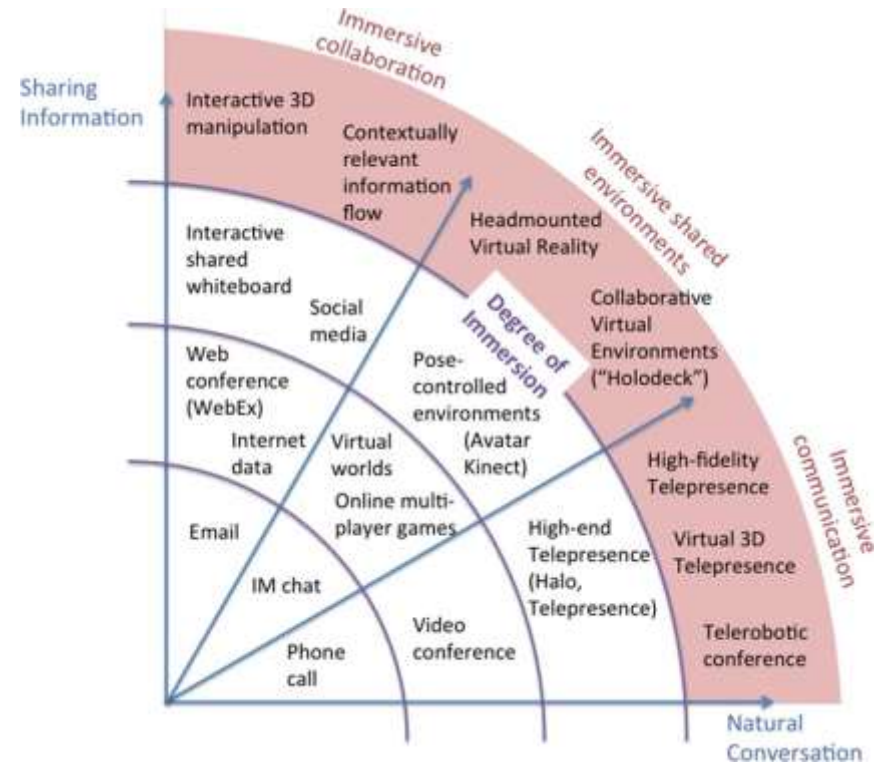 Immersive
collaboration
Sharing
Information
Interactive 3D
manipulation
Contextually
relevant
information
flow
Immersive shared
environments
Headmounted
Virtual Reality
Interactive
shared
whiteboard
Social
media
Degree of
Immersion
Collaborative
Virtual
Environments
(“Holodeck”)
Web
conference
(WebEx)
Pose-
controlled
environments
(Avatar
Kinect)
Internet
data
Virtual
worlds
Online multi-
player games
High-fidelity
Telepresence
Immersive
communication
Email
High-end
Telepresence
(Halo,
Telepresence)
Virtual 3D
Telepresence
IM chat
Phone
call
Video
conference
Telerobotic
conference
Natural
Conversation